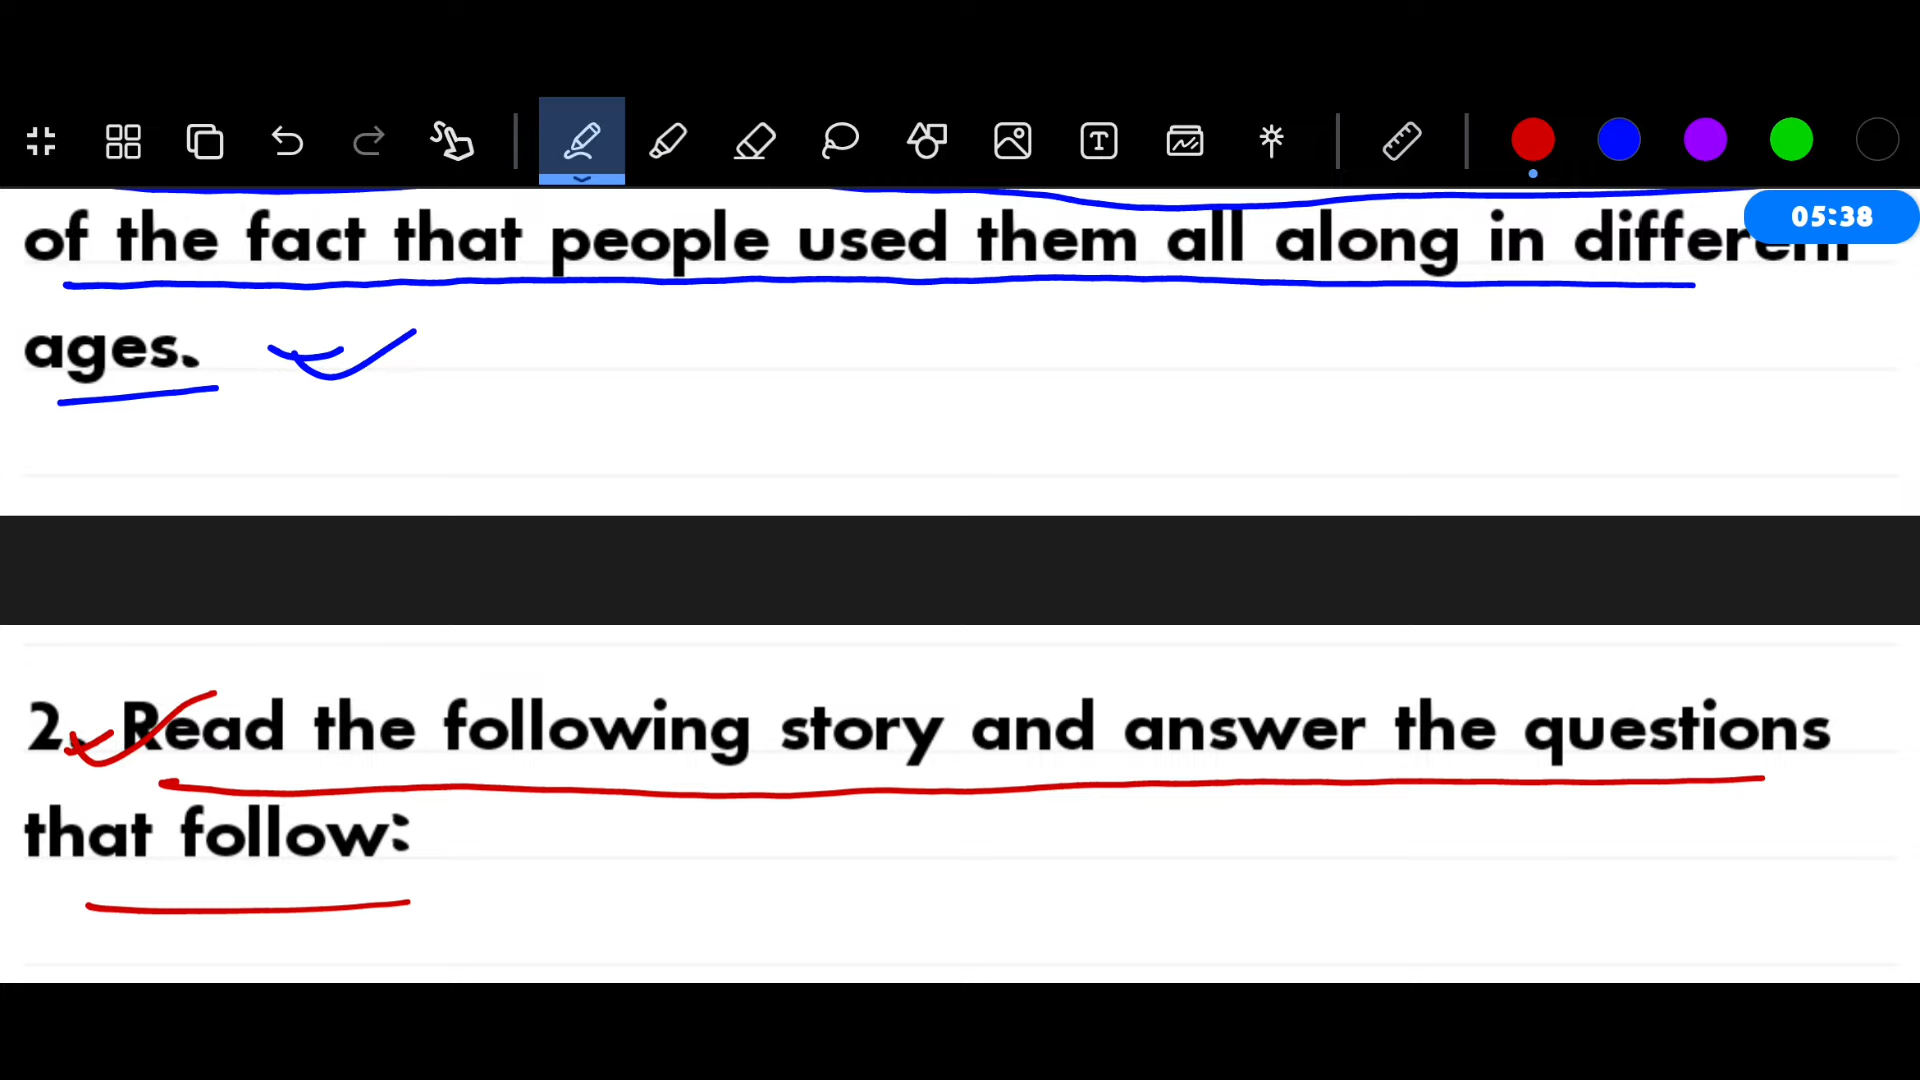 05:38
of the fact that people used them all along in different
ages.
2. Read the following story and answer the questions
that follow: